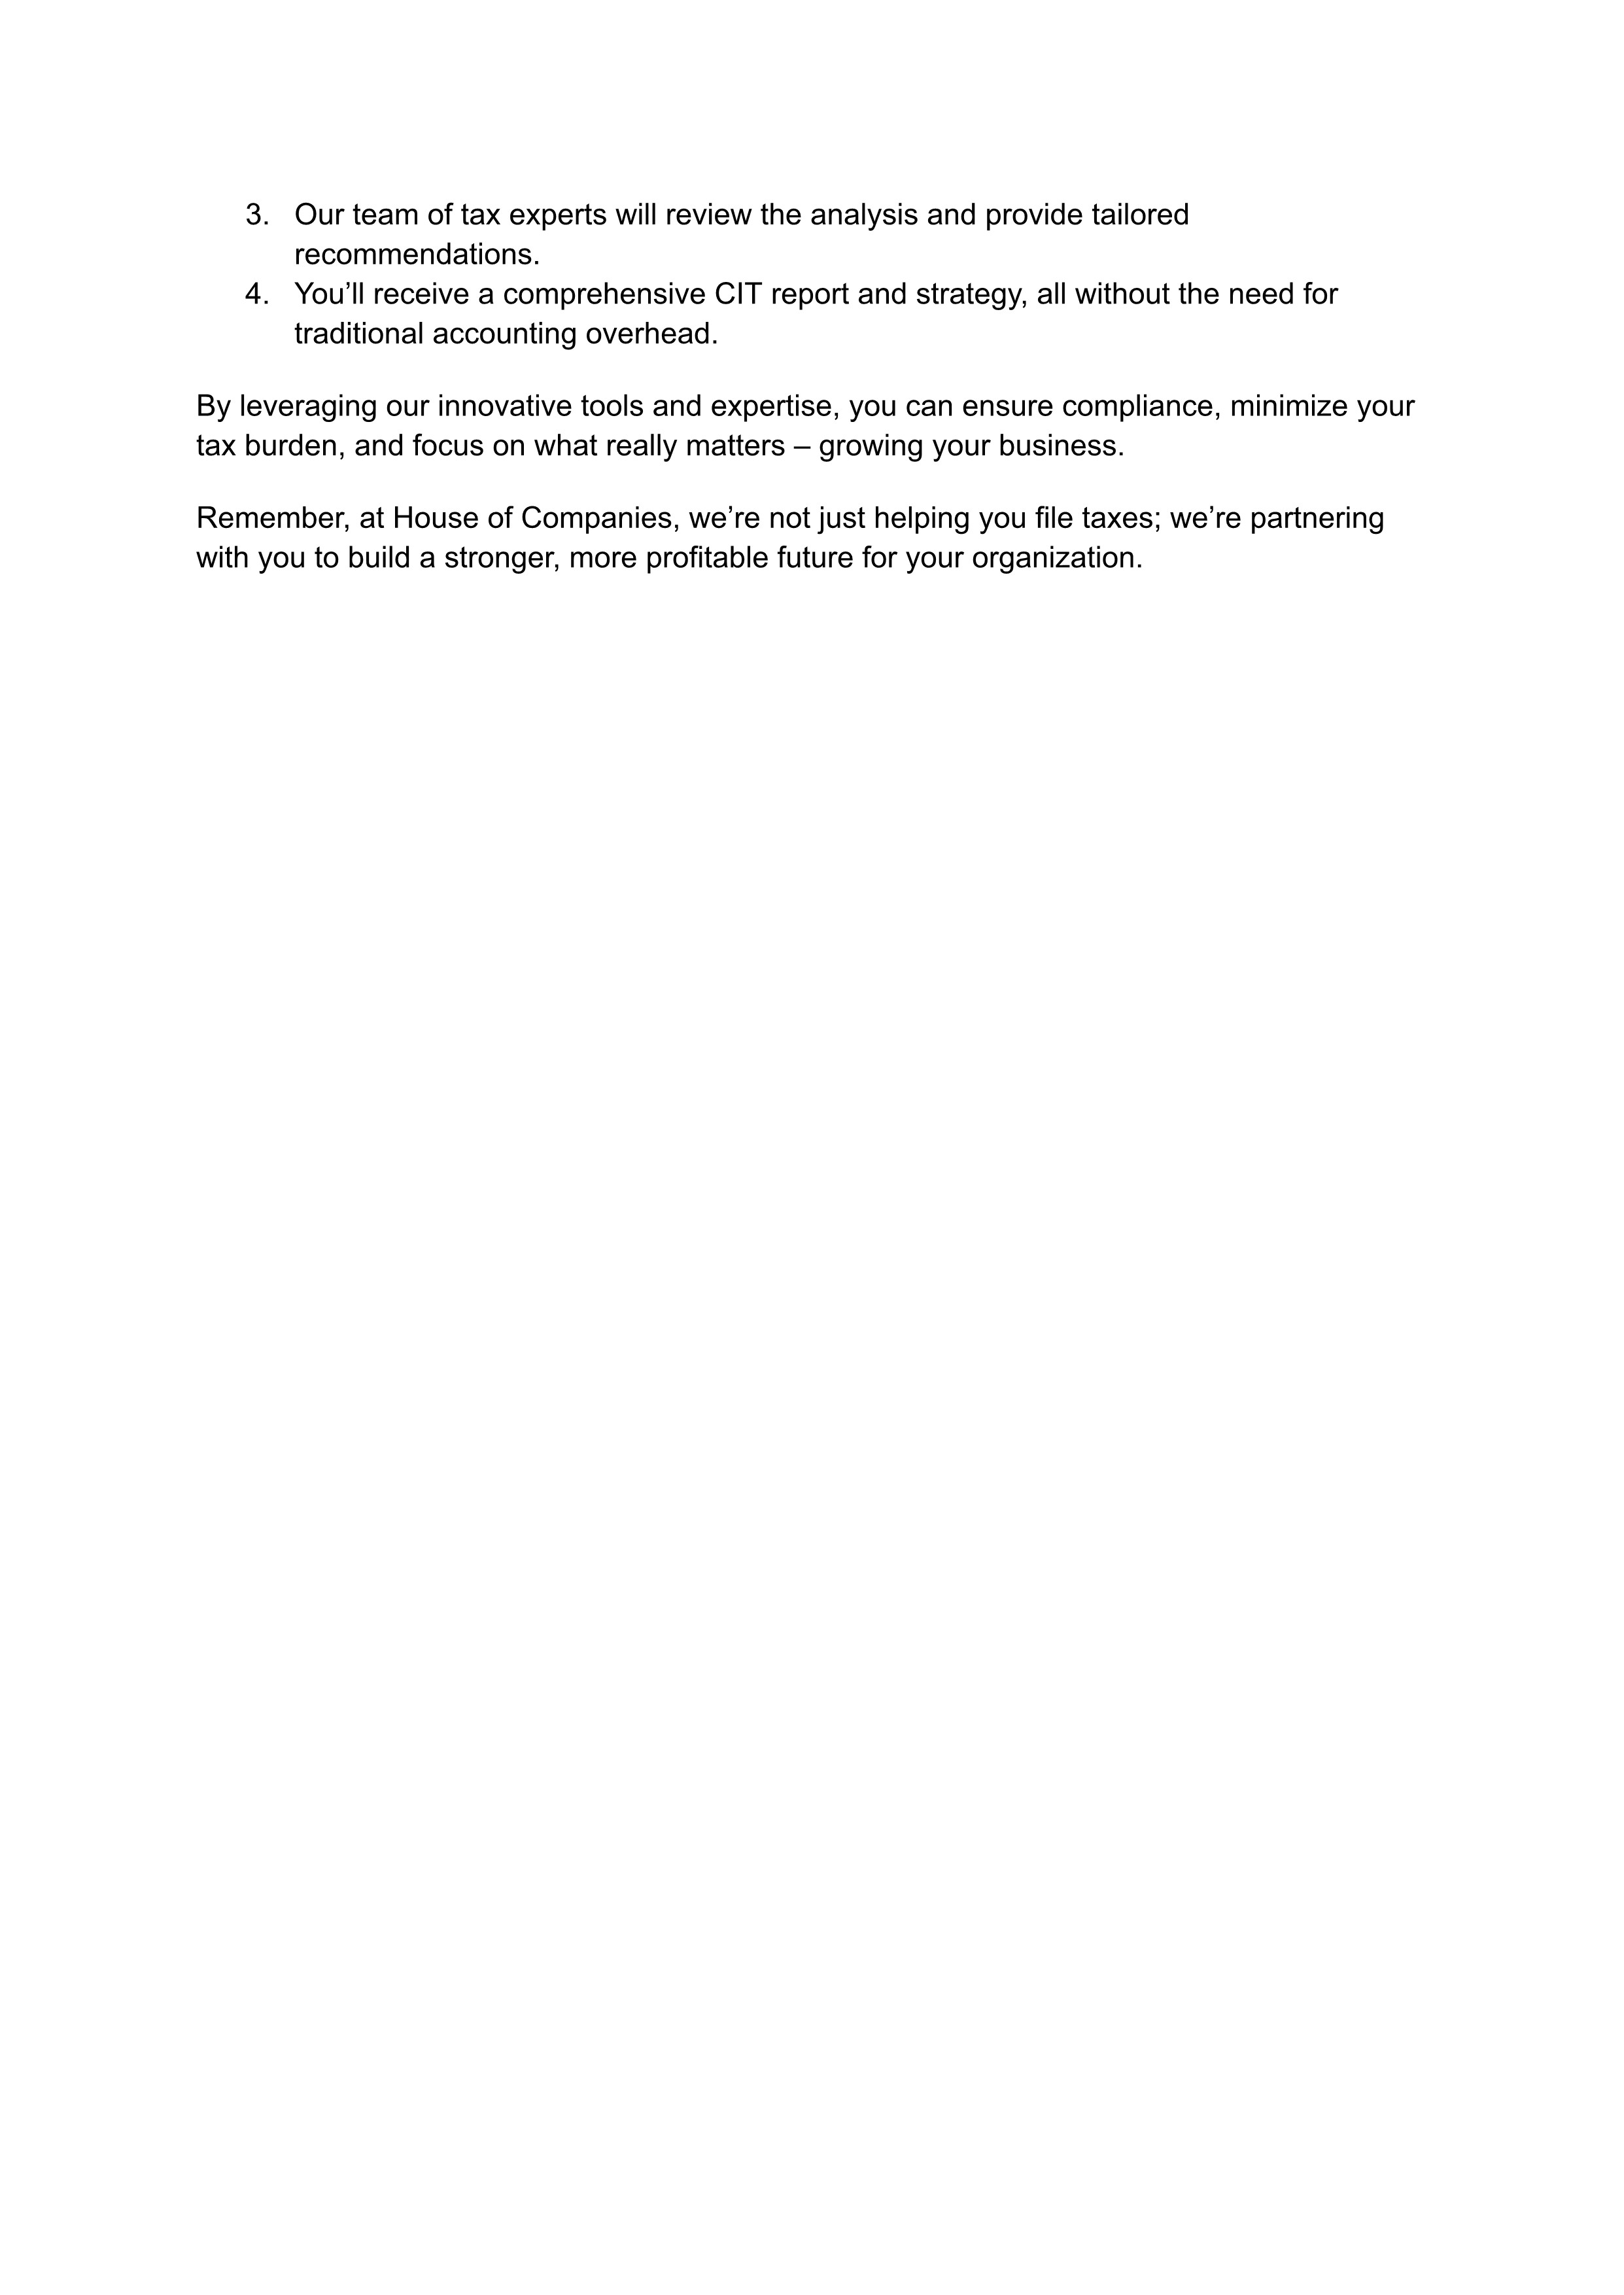 3. Our team of tax experts will review the analysis and provide tailored
recommendations.
4. You’ll receive a comprehensive CIT report and strategy, all without the need for
traditional accounting overhead.
By leveraging our innovative tools and expertise, you can ensure compliance, minimize your
tax burden, and focus on what really matters – growing your business.
Remember, at House of Companies, we’re not just helping you file taxes; we’re partnering
with you to build a stronger, more profitable future for your organization.